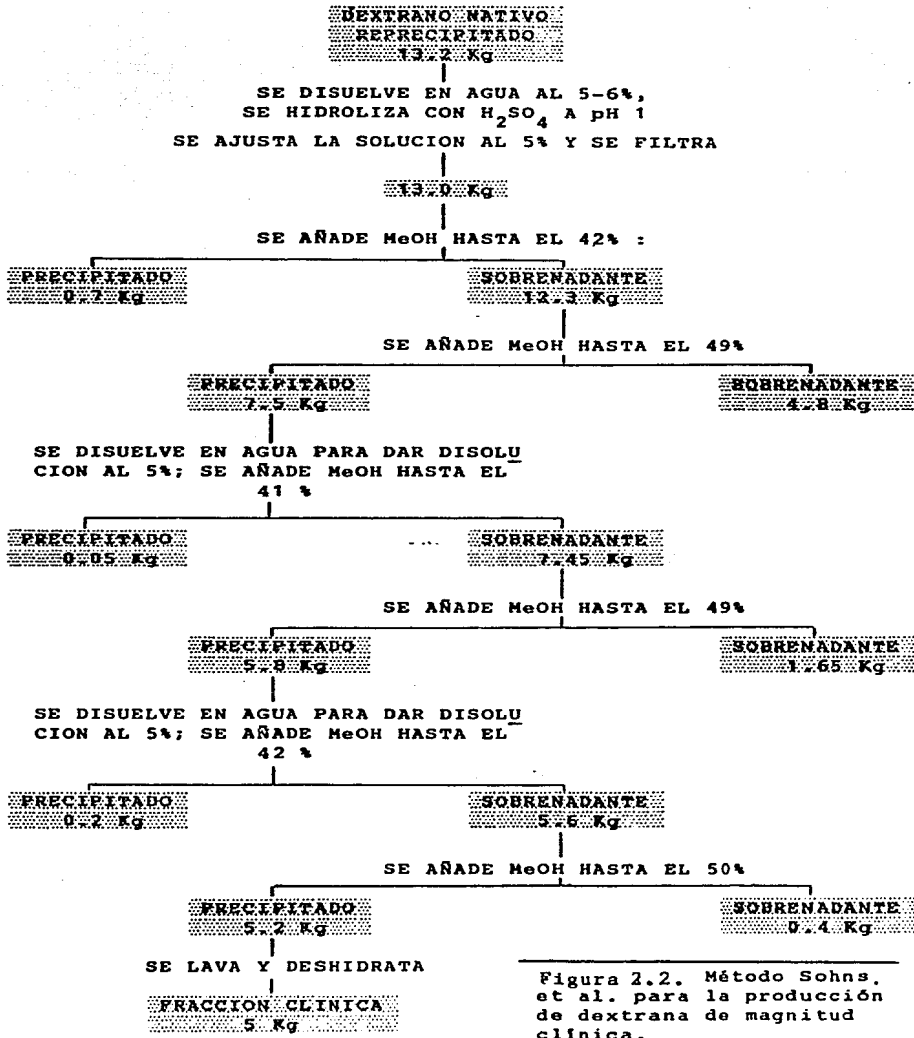 DEXTRANO NATIVO
REPRECIPITADO
13.2 Kg
SE DISUELVE EN AGUA AL 5-6%,
SE HIDROLIZA CON H2SO4 A pH 1
SE AJUSTA LA SOLUCION AL 5% Y SE FILTRA
13.0 Kg
SE AÑADE MeOH HASTA EL 42% :
PRECIPITADO
0.7 Kg
SOBRENADANTE
12.3 Kg
SE AÑADE MeOH HASTA EL 49%
PRECIPITADO
7.5 Kg
SOBRENADANTE
4.8 Kg
SE DISUELVE EN AGUA PARA DAR DISOLU
CION AL 5%; SE AÑADE MeOH HASTA EL
41 %
PRECIPITADO
0.05 Kg
SOBRENADANTE
7.45 Kg
SE AÑADE MeOH HASTA EL 49%
PRECIPITADO
5.8 Kg
SOBRENADANTE
1.65 Kg
SE DISUELVE EN AGUA PARA DAR DISOLU
CION AL 5%; SE AÑADE MeOH HASTA EL
42 %
PRECIPITADO
0.2 Kg
SOBRENADANTE
5.6 Kg
SE AÑADE MeOH HASTA EL 50%
PRECIPITADO
5.2 Kg
SOBRENADANTE
0.4 Kg
SE LAVA Y DESHIDRATA
FRACCION CLINICA
5 Kg
Figura 2.2. Método Sohns.
et al. para la producción
de dextrana de magnitud
clínica.